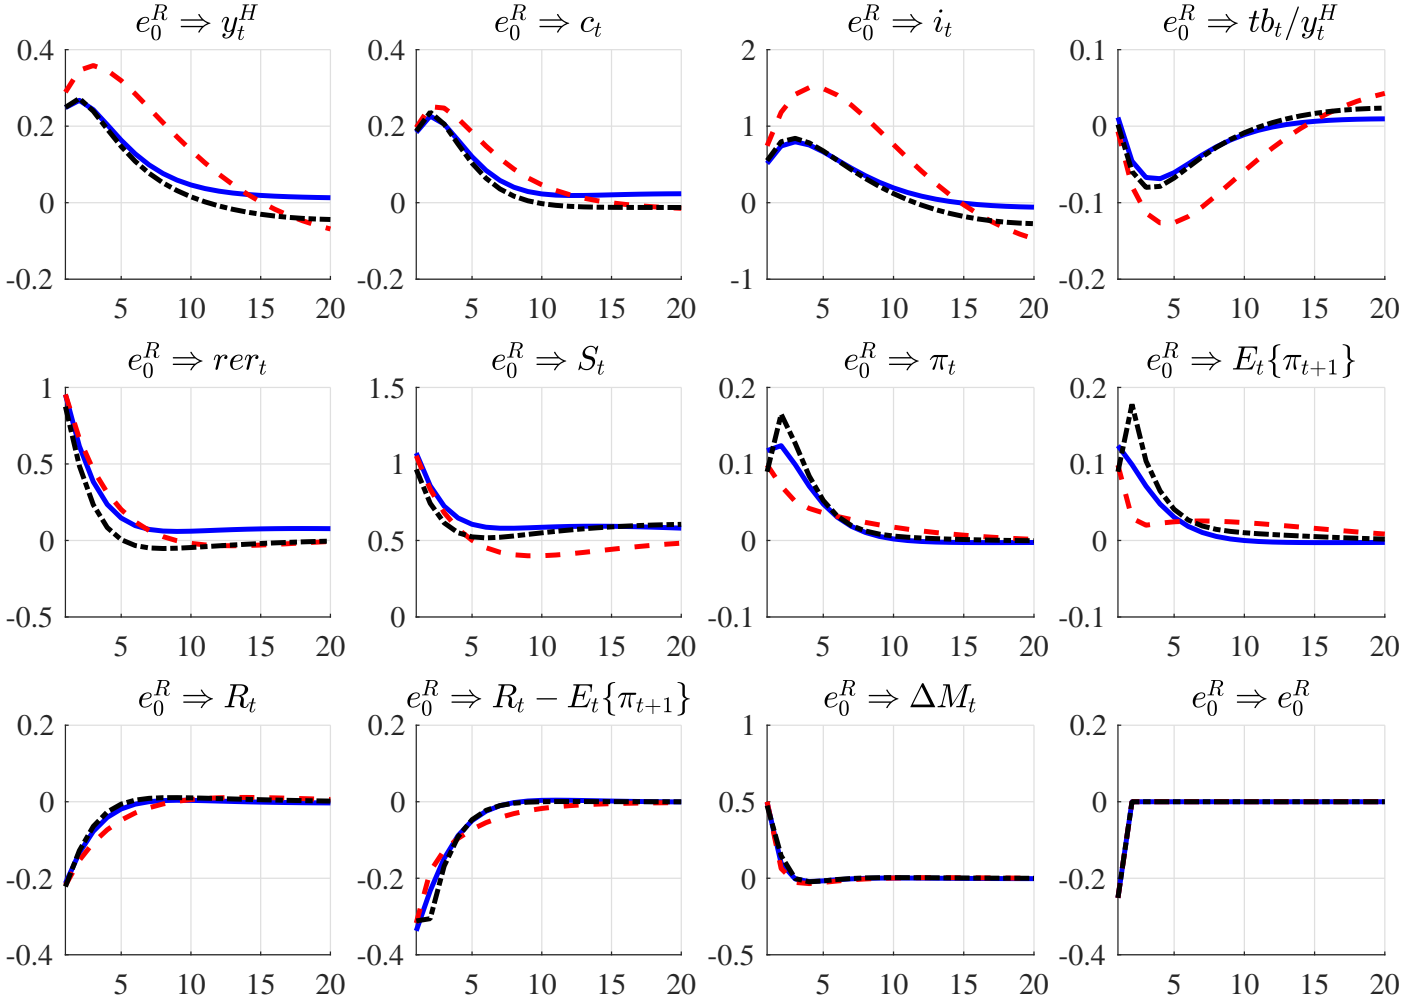 e_0^R ⇒ y_t^H
e_0^R ⇒ c_t
e_0^R ⇒ i_t
e_0^R ⇒ tb_t/y_t^H
0.4 0.4 2 0.1
0.2 0.2 1 0
0 0 0 -0.1
-0.2 -0.2 -1 -0.2
5 10 15 20 5 10 15 20 5 10 15 20 5 10 15 20
e_0^R ⇒ rer_t
e_0^R ⇒ S_t
e_0^R ⇒ π_t
e_0^R ⇒ E_t{π_{t+1}}
1 1.5 0.2 0.2
0.5 1 0.1 0.1
0 0.5 0 0
-0.5 0 -0.1 -0.1
5 10 15 20 5 10 15 20 5 10 15 20 5 10 15 20
e_0^R ⇒ R_t
e_0^R ⇒ R_t − E_t{π_{t+1}}
e_0^R ⇒ ΔM_t
e_0^R ⇒ e_0^R
0.2 0.2 1 0.2
0 0 0.5 0
-0.2 -0.2 0 -0.2
-0.4 -0.4 -0.5 -0.4
5 10 15 20 5 10 15 20 5 10 15 20 5 10 15 20